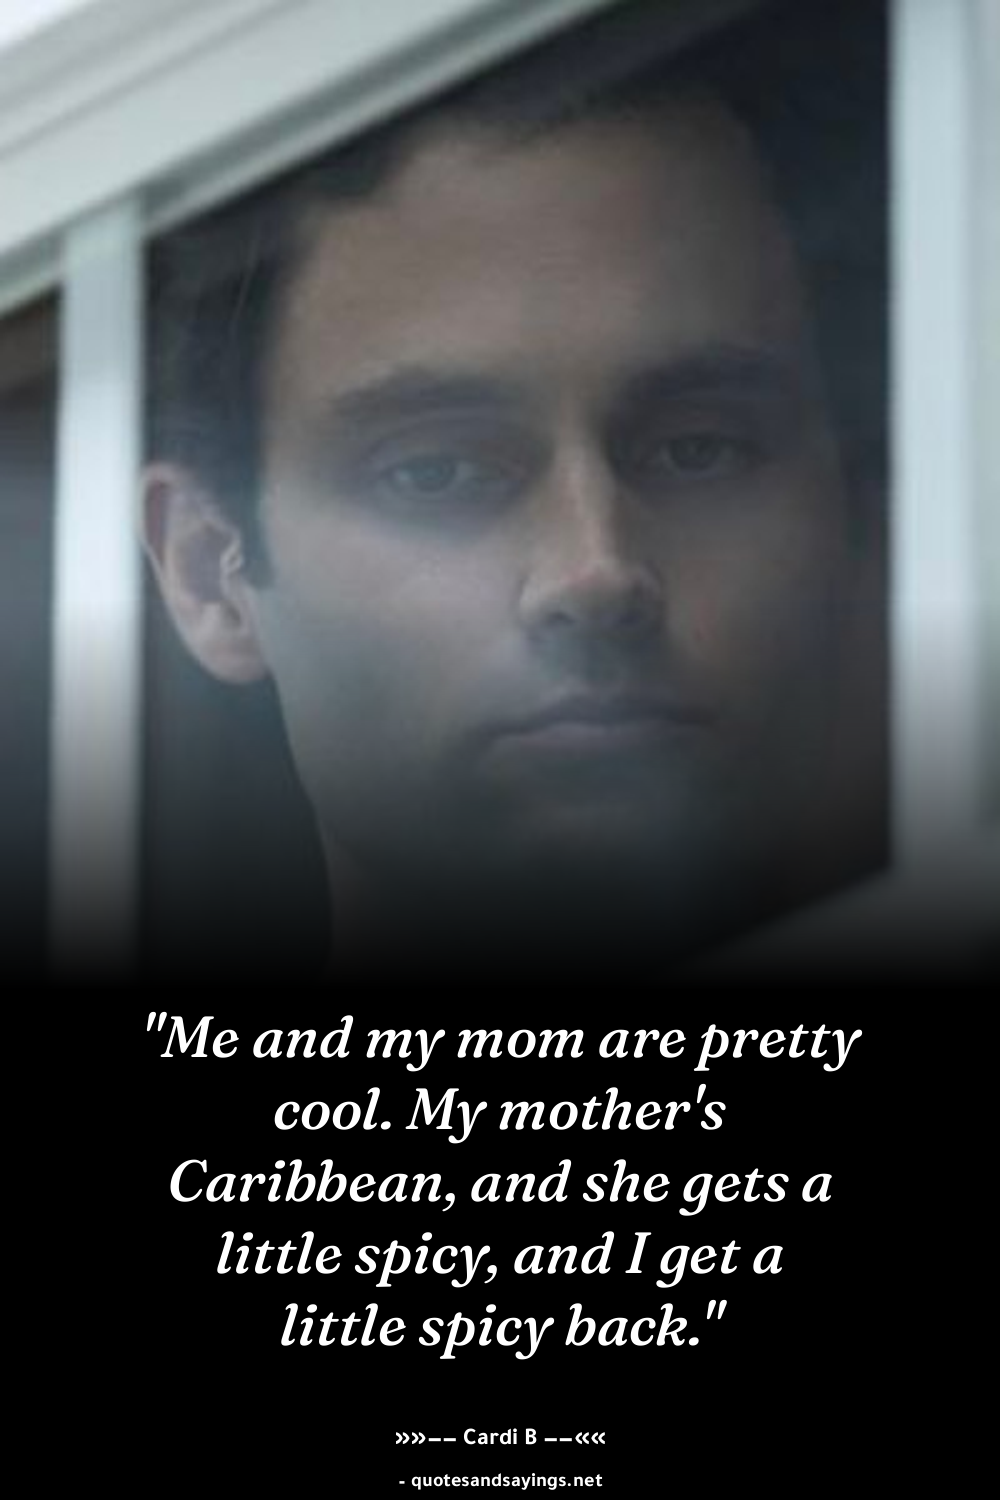 "Me and my mom are pretty
cool. My mother's
Caribbean, and she gets a
little spicy, and I get a
little spicy back."
»»–– Cardi B ––««
- quotesandsayings.net